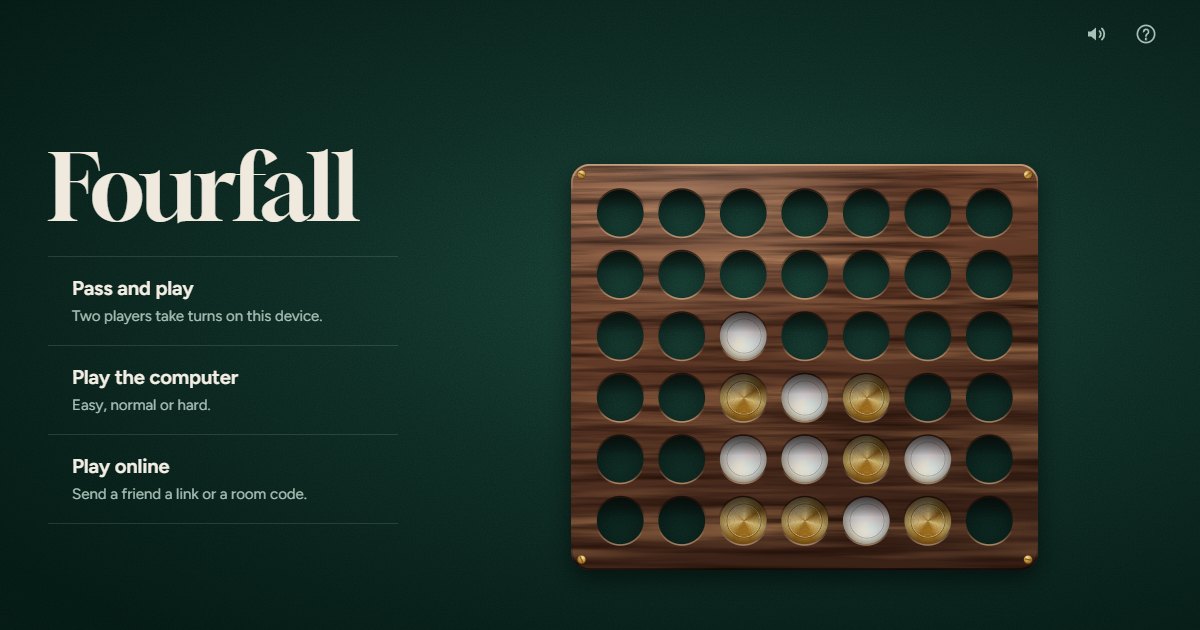 Fourfall
Pass and play
Two players take turns on this device.
Play the computer
Easy, normal or hard.
Play online
Send a friend a link or a room code.